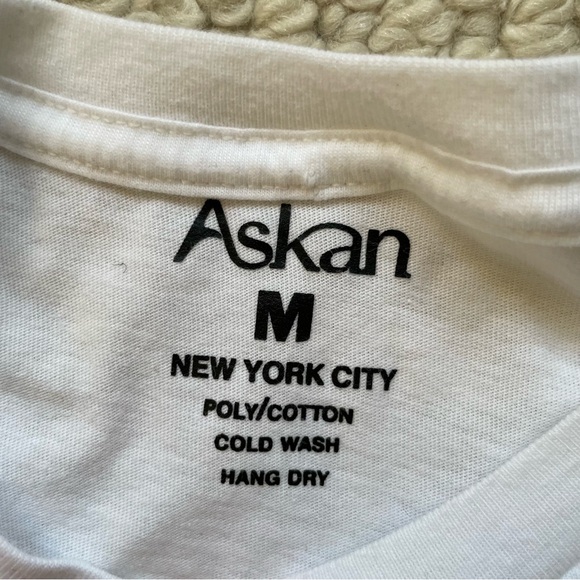 Askan
M
NEW YORK CITY
POLY/COTTON
COLD WASH
HANG DRY